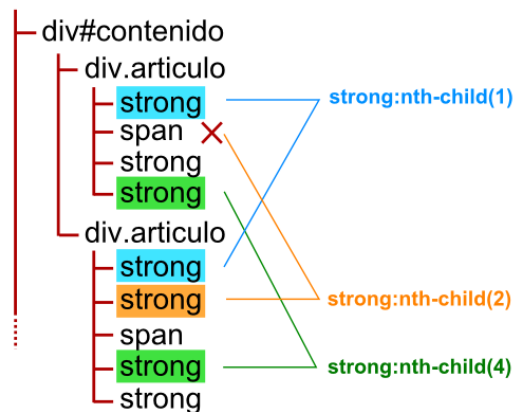 div#contenido
div.articulo
strong
strong:nth-child(1)
span
strong
strong
div.articulo
strong
strong
strong:nth-child(2)
span
strong
strong:nth-child(4)
strong